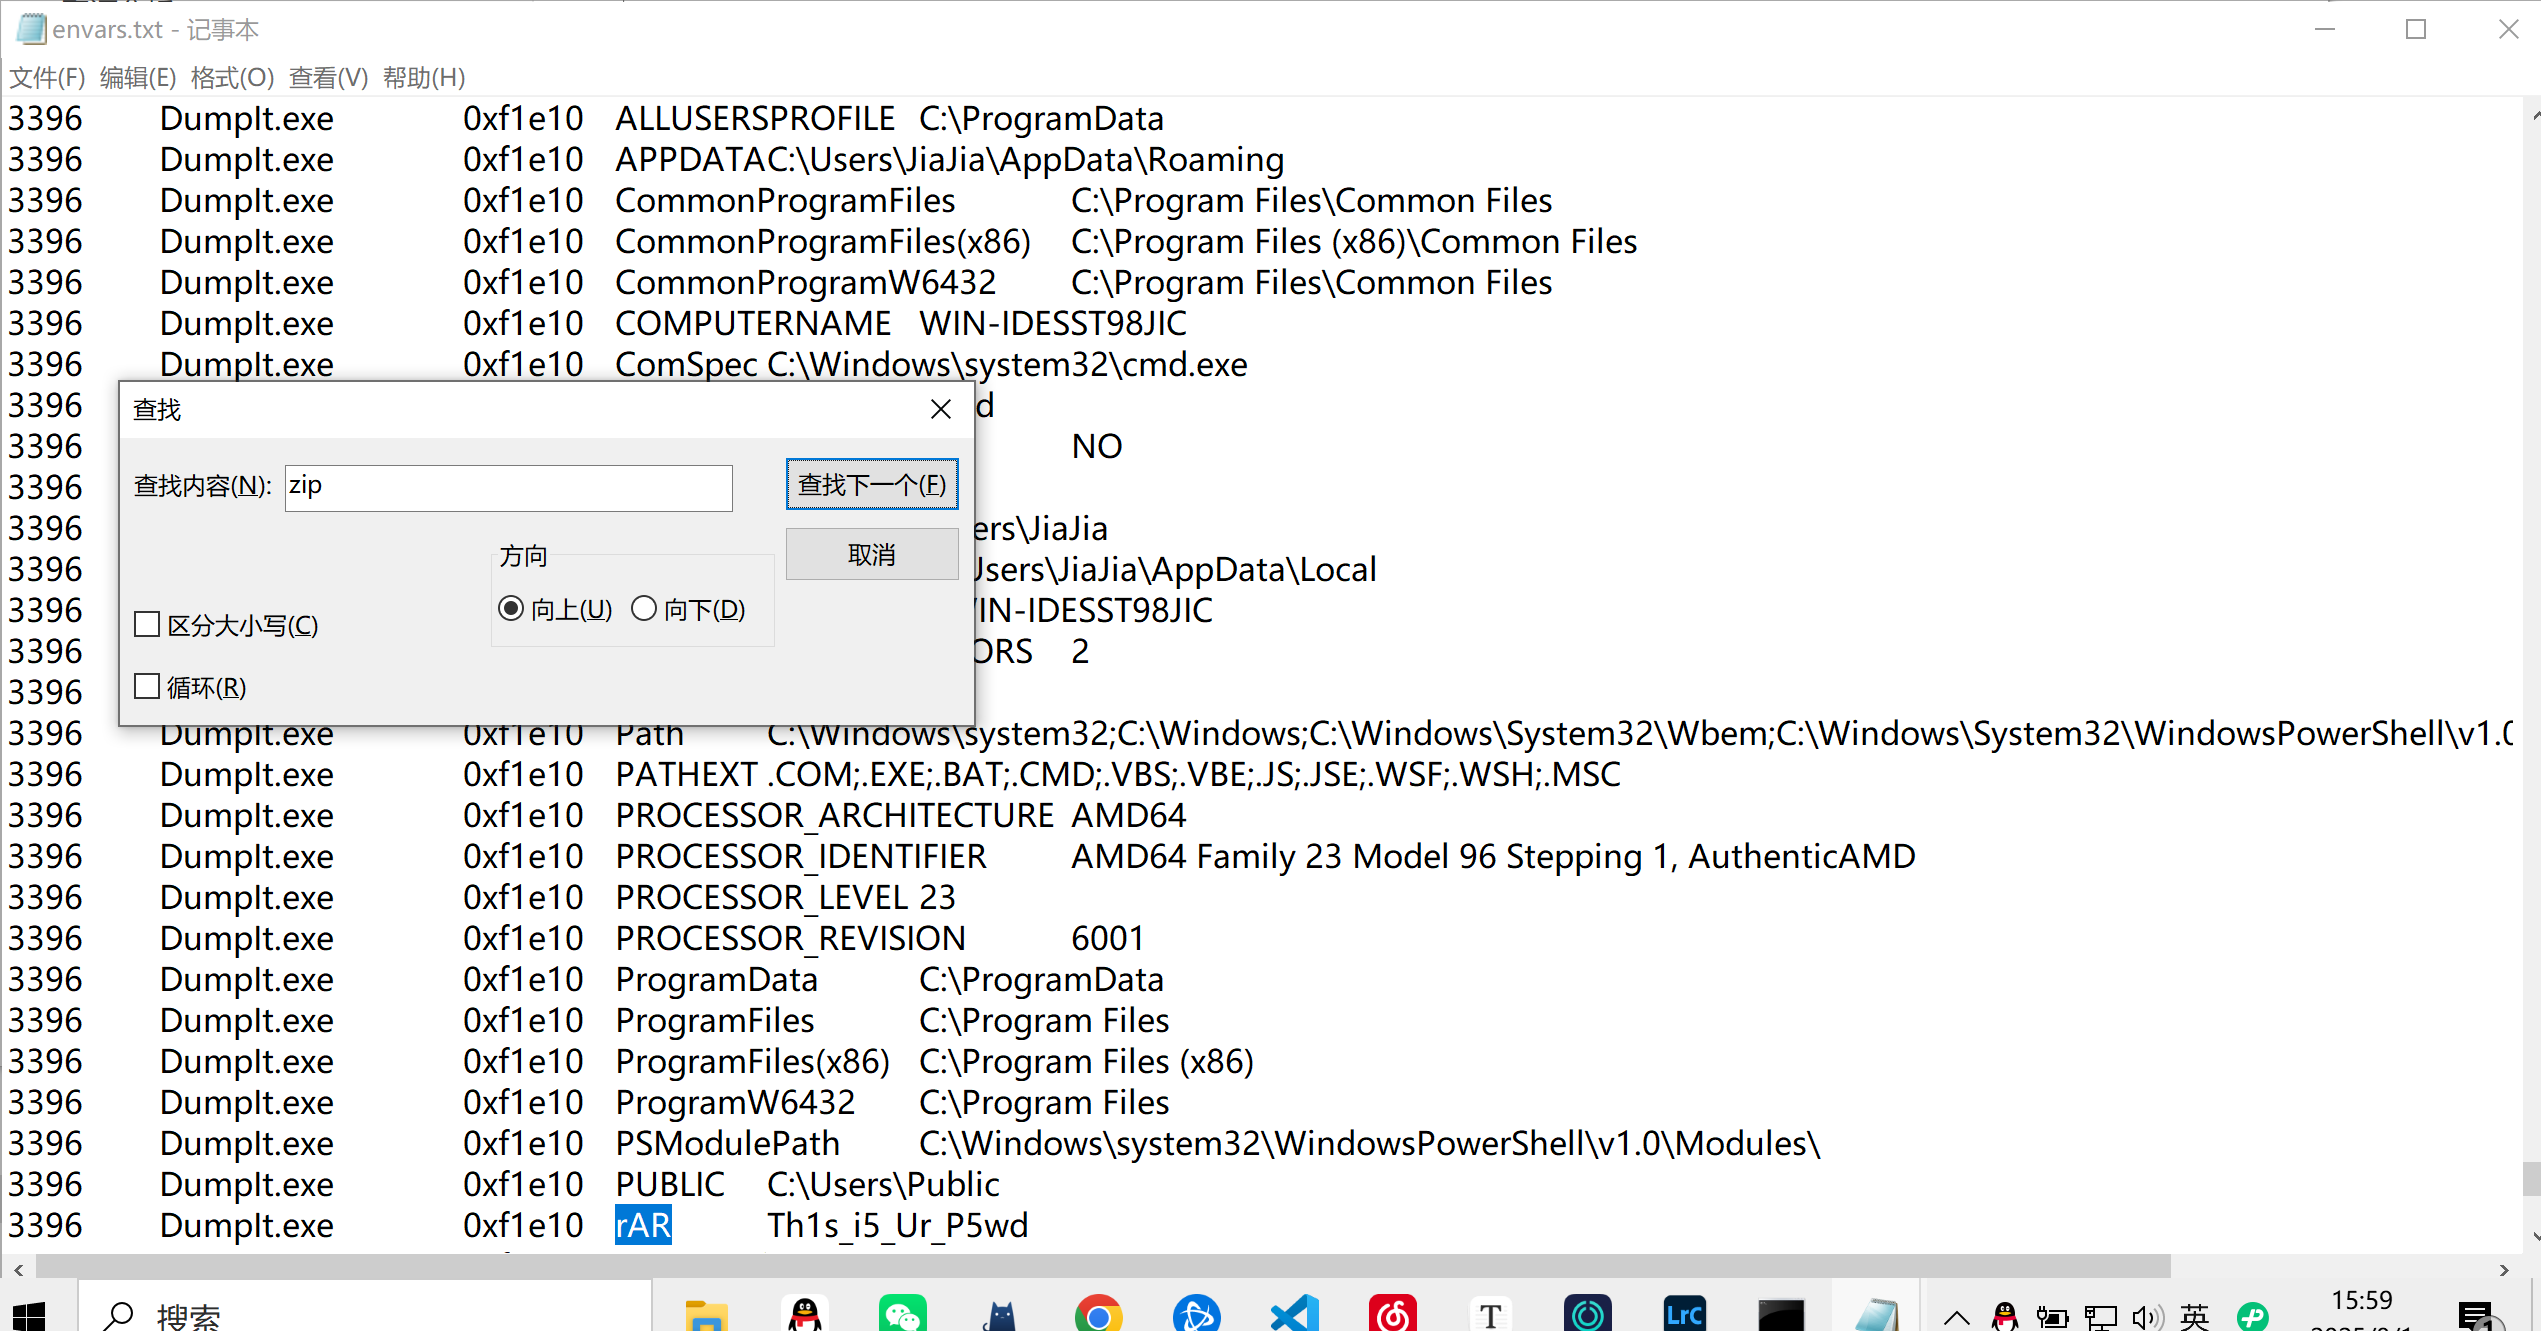 envars.txt - 记事本
文件(F) 编辑(E) 格式(O) 查看(V) 帮助(H)
3396 DumpIt.exe 0xf1e10 ALLUSERSPROFILE C:\ProgramData
3396 DumpIt.exe 0xf1e10 APPDATA C:\Users\JiaJia\AppData\Roaming
3396 DumpIt.exe 0xf1e10 CommonProgramFiles C:\Program Files\Common Files
3396 DumpIt.exe 0xf1e10 CommonProgramFiles(x86) C:\Program Files (x86)\Common Files
3396 DumpIt.exe 0xf1e10 CommonProgramW6432 C:\Program Files\Common Files
3396 DumpIt.exe 0xf1e10 COMPUTERNAME WIN-IDESST98JIC
3396 DumpIt.exe 0xf1e10 ComSpec C:\Windows\system32\cmd.exe
3396 d
3396 NO
3396
3396 ers\JiaJia
3396 Users\JiaJia\AppData\Local
3396 IN-IDESST98JIC
3396 ORS 2
3396
3396 DumpIt.exe 0xf1e10 Path C:\Windows\system32;C:\Windows;C:\Windows\System32\Wbem;C:\Windows\System32\WindowsPowerShell\v1.0
3396 DumpIt.exe 0xf1e10 PATHEXT .COM;.EXE;.BAT;.CMD;.VBS;.VBE;.JS;.JSE;.WSF;.WSH;.MSC
3396 DumpIt.exe 0xf1e10 PROCESSOR_ARCHITECTURE AMD64
3396 DumpIt.exe 0xf1e10 PROCESSOR_IDENTIFIER AMD64 Family 23 Model 96 Stepping 1, AuthenticAMD
3396 DumpIt.exe 0xf1e10 PROCESSOR_LEVEL 23
3396 DumpIt.exe 0xf1e10 PROCESSOR_REVISION 6001
3396 DumpIt.exe 0xf1e10 ProgramData C:\ProgramData
3396 DumpIt.exe 0xf1e10 ProgramFiles C:\Program Files
3396 DumpIt.exe 0xf1e10 ProgramFiles(x86) C:\Program Files (x86)
3396 DumpIt.exe 0xf1e10 ProgramW6432 C:\Program Files
3396 DumpIt.exe 0xf1e10 PSModulePath C:\Windows\system32\WindowsPowerShell\v1.0\Modules\
3396 DumpIt.exe 0xf1e10 PUBLIC C:\Users\Public
3396 DumpIt.exe 0xf1e10 rAR Th1s_i5_Ur_P5wd
查找
查找内容(N): zip 查找下一个(F)
取消
方向
向上(U) 向下(D)
区分大小写(C)
循环(R)
搜索
T
LrC
英
15:59